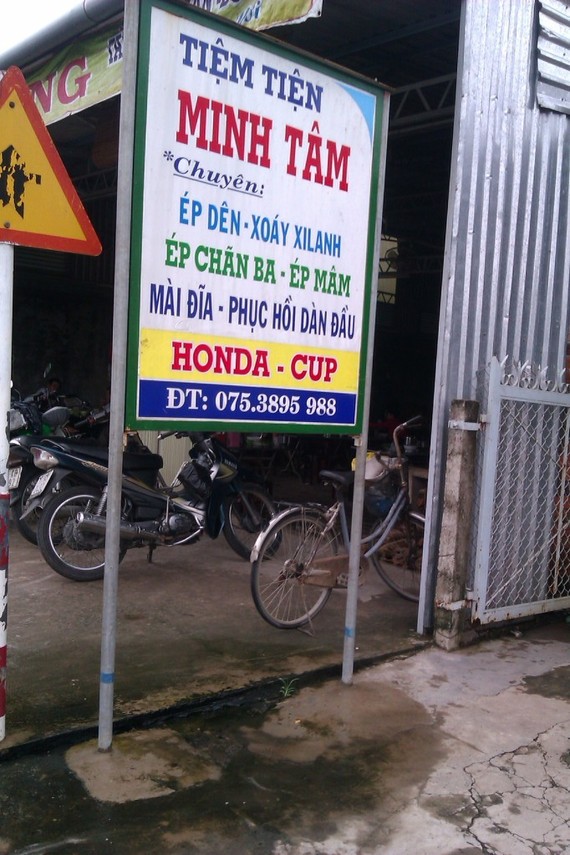 NG
TIỆM TIỆN
MINH TÂM
*Chuyên:
ÉP DÊN - XOÁY XILANH
ÉP CHÃN BA - ÉP MÂM
MÀI ĐĨA - PHỤC HỒI DÀN ĐẦU
HONDA - CUP
ĐT: 075.3895 988